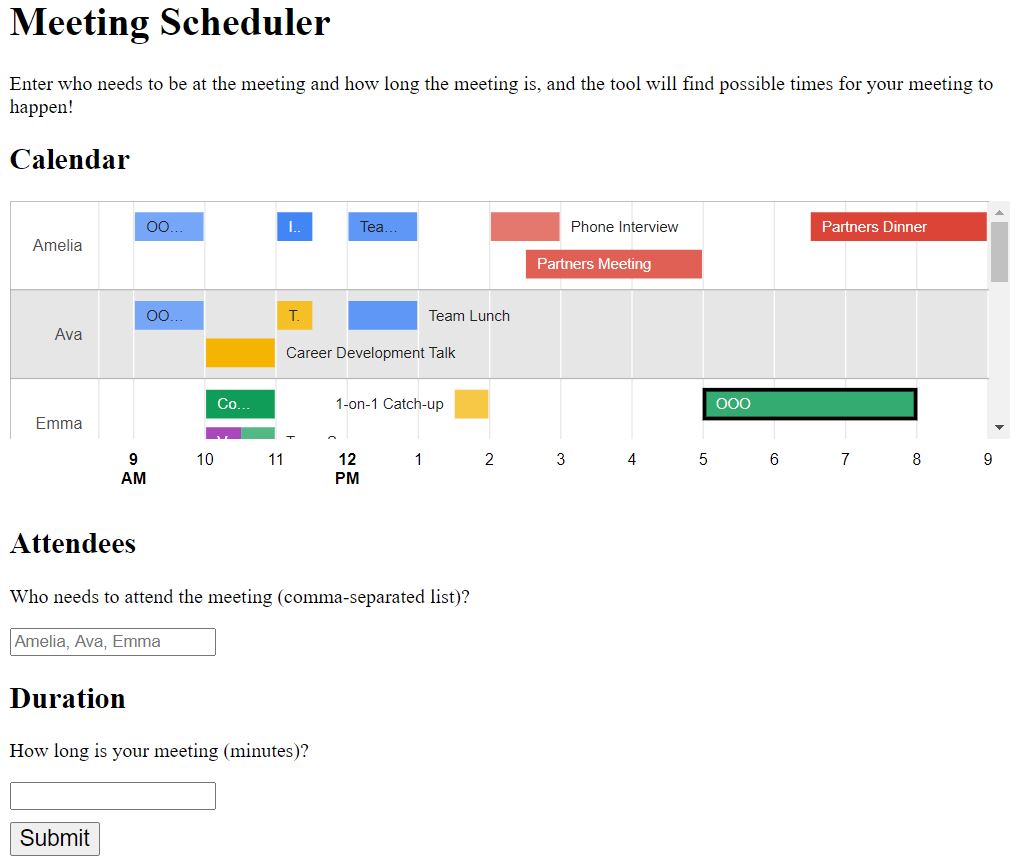 Meeting Scheduler
Enter who needs to be at the meeting and how long the meeting is, and the tool will find possible times for your meeting to
happen!
Calendar
Amelia
OO...
I..
Tea...
Phone Interview
Partners Dinner
Partners Meeting
Ava
OO...
T.
Team Lunch
Career Development Talk
Emma
Co...
1-on-1 Catch-up
OOO
9 AM
10
11
12 PM
1
2
3
4
5
6
7
8
9
Attendees
Who needs to attend the meeting (comma-separated list)?
Amelia, Ava, Emma
Duration
How long is your meeting (minutes)?
Submit